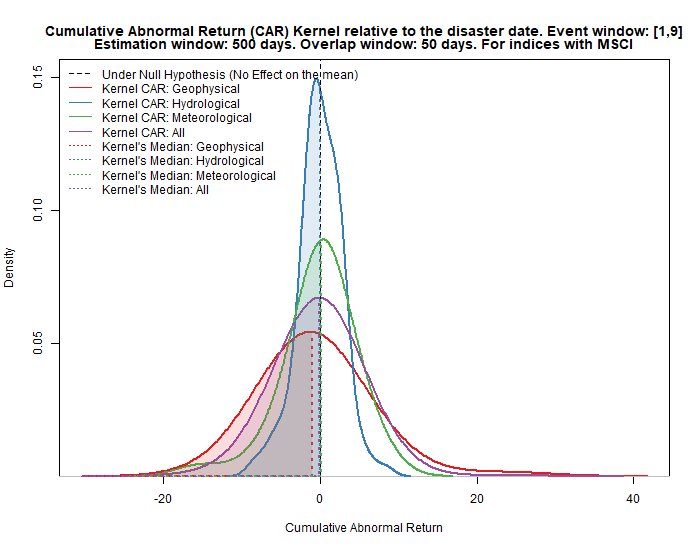 Cumulative Abnormal Return (CAR) Kernel relative to the disaster date. Event window: [1,9]
Estimation window: 500 days. Overlap window: 50 days. For indices with MSCI
Under Null Hypothesis (No Effect on the mean)
Kernel CAR: Geophysical
Kernel CAR: Hydrological
Kernel CAR: Meteorological
Kernel CAR: All
Kernel's Median: Geophysical
Kernel's Median: Hydrological
Kernel's Median: Meteorological
Kernel's Median: All
0.15
0.10
0.05
Density
-20
0
20
40
Cumulative Abnormal Return